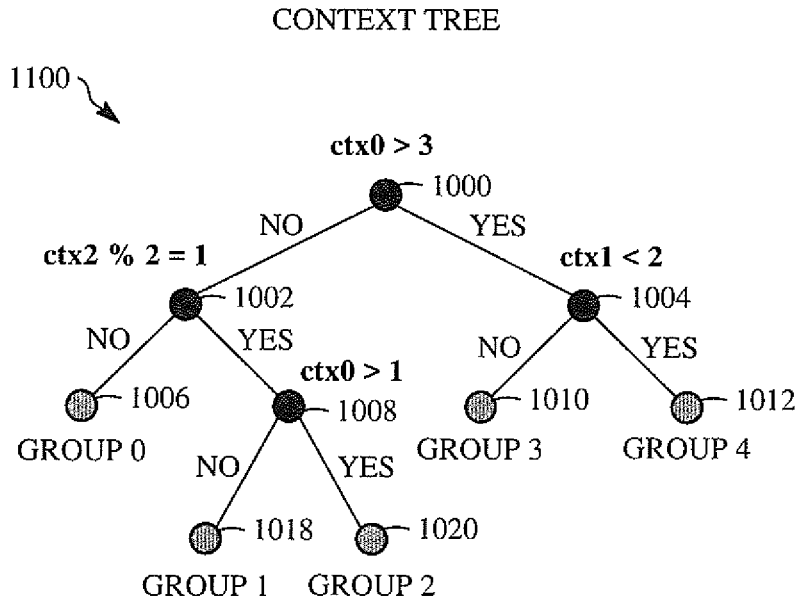 CONTEXT TREE
1100
ctx0 > 3
1000
NO
YES
ctx2 % 2 = 1
ctx1 < 2
1002
1004
NO
YES
NO
YES
ctx0 > 1
1006
1008
1010
1012
GROUP 0
GROUP 3
GROUP 4
NO
YES
1018
1020
GROUP 1
GROUP 2